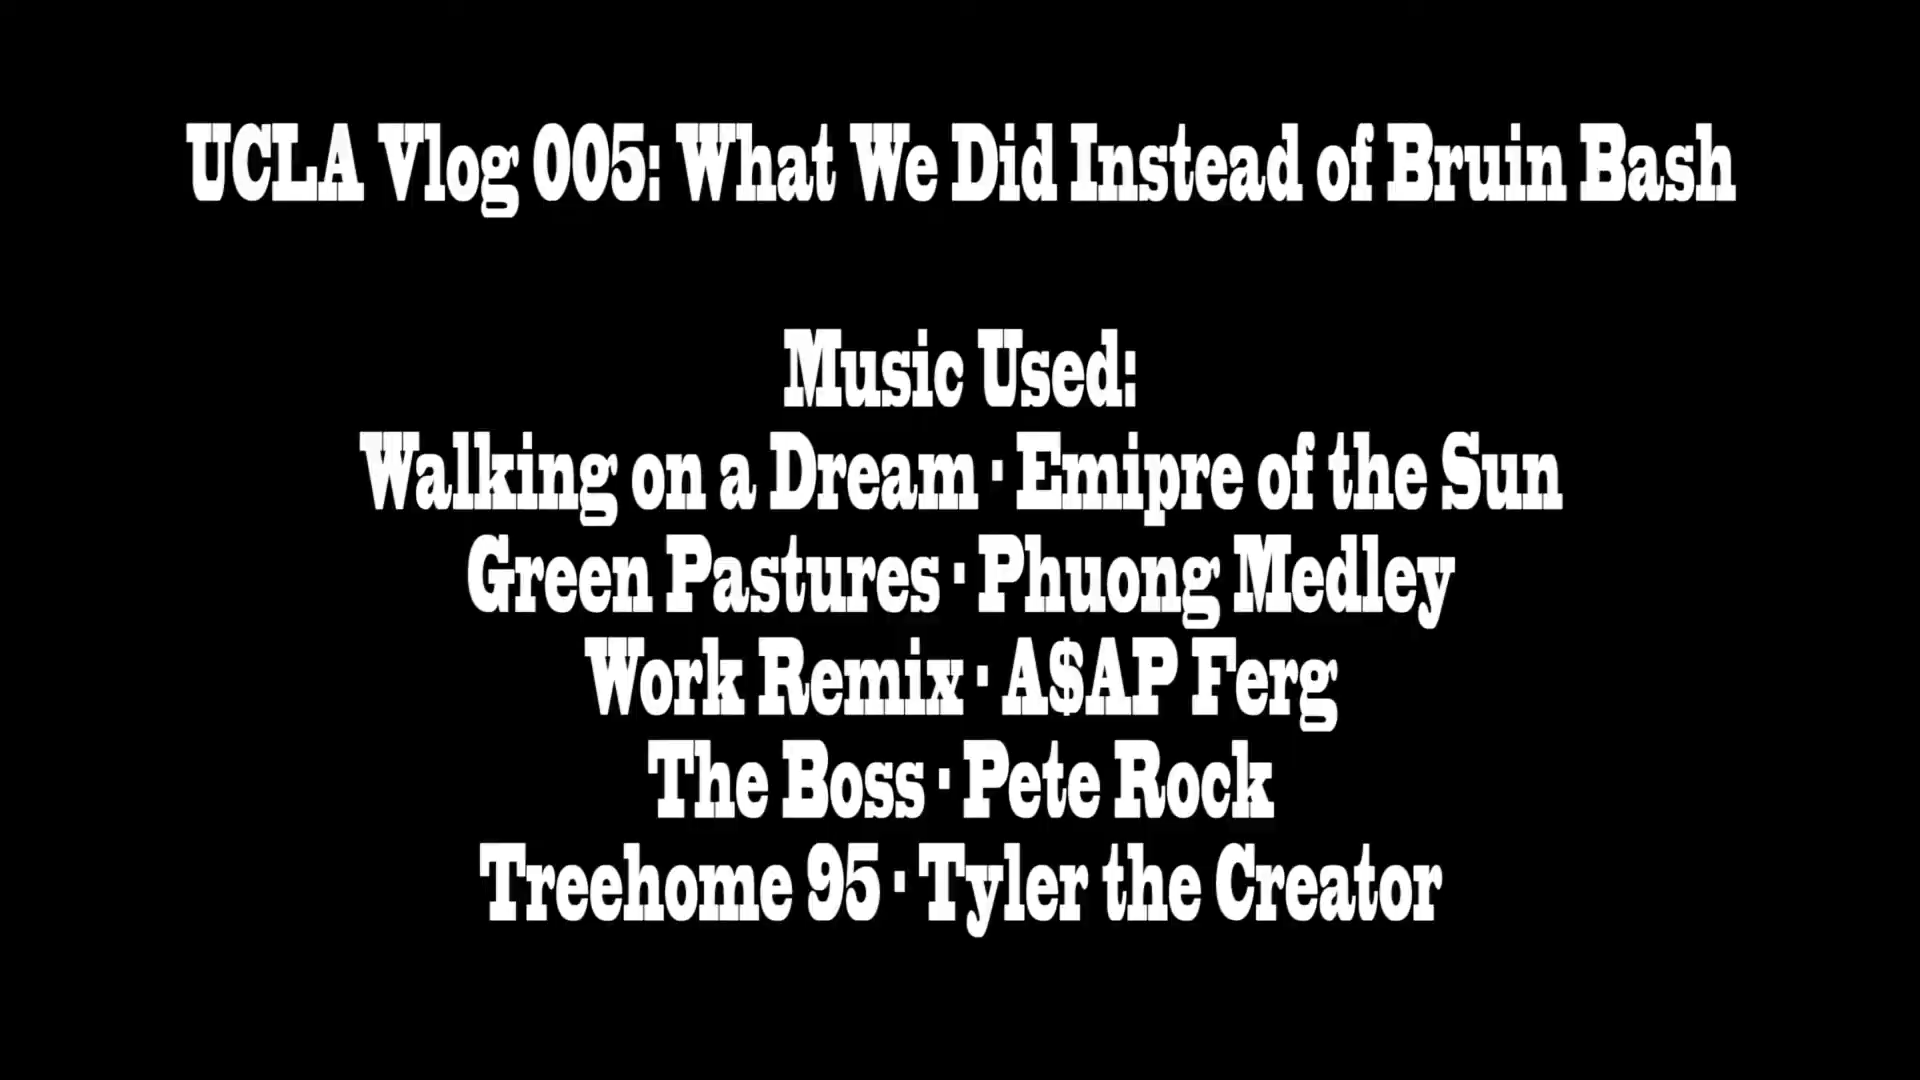 UCLA Vlog 005: What We Did Instead of Bruin Bash
Music Used:
Walking on a Dream · Emipre of the Sun
Green Pastures · Phuong Medley
Work Remix · A$AP Ferg
The Boss · Pete Rock
Treehome 95 · Tyler the Creator